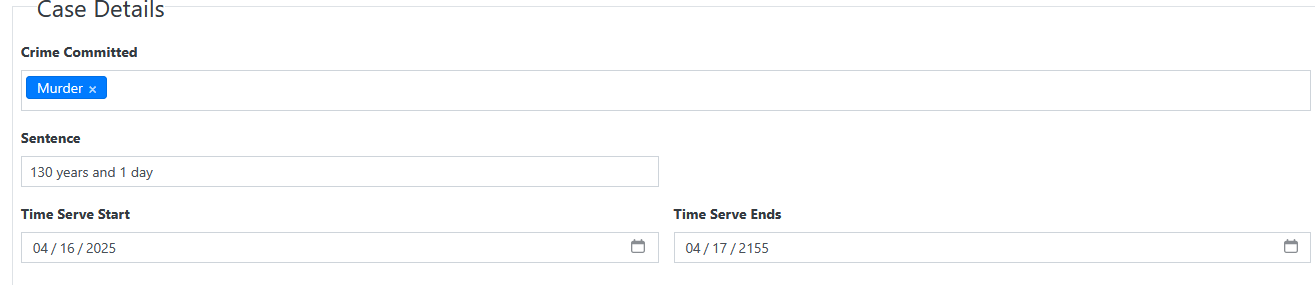 Case Details
Crime Committed
Murder ×
Sentence
130 years and 1 day
Time Serve Start
Time Serve Ends
04 / 16 / 2025
04 / 17 / 2155